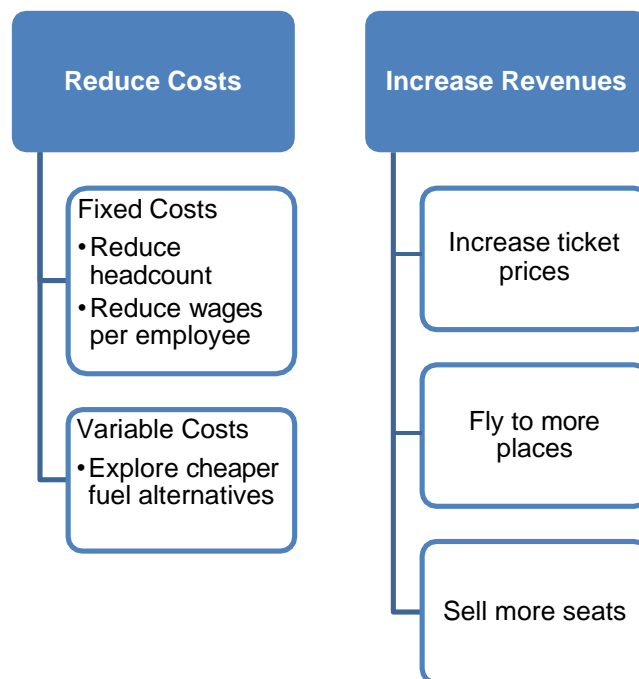 Reduce Costs
Fixed Costs
•Reduce
headcount
•Reduce wages
per employee
Variable Costs
•Explore cheaper
fuel alternatives
Increase Revenues
Increase ticket
prices
Fly to more
places
Sell more seats